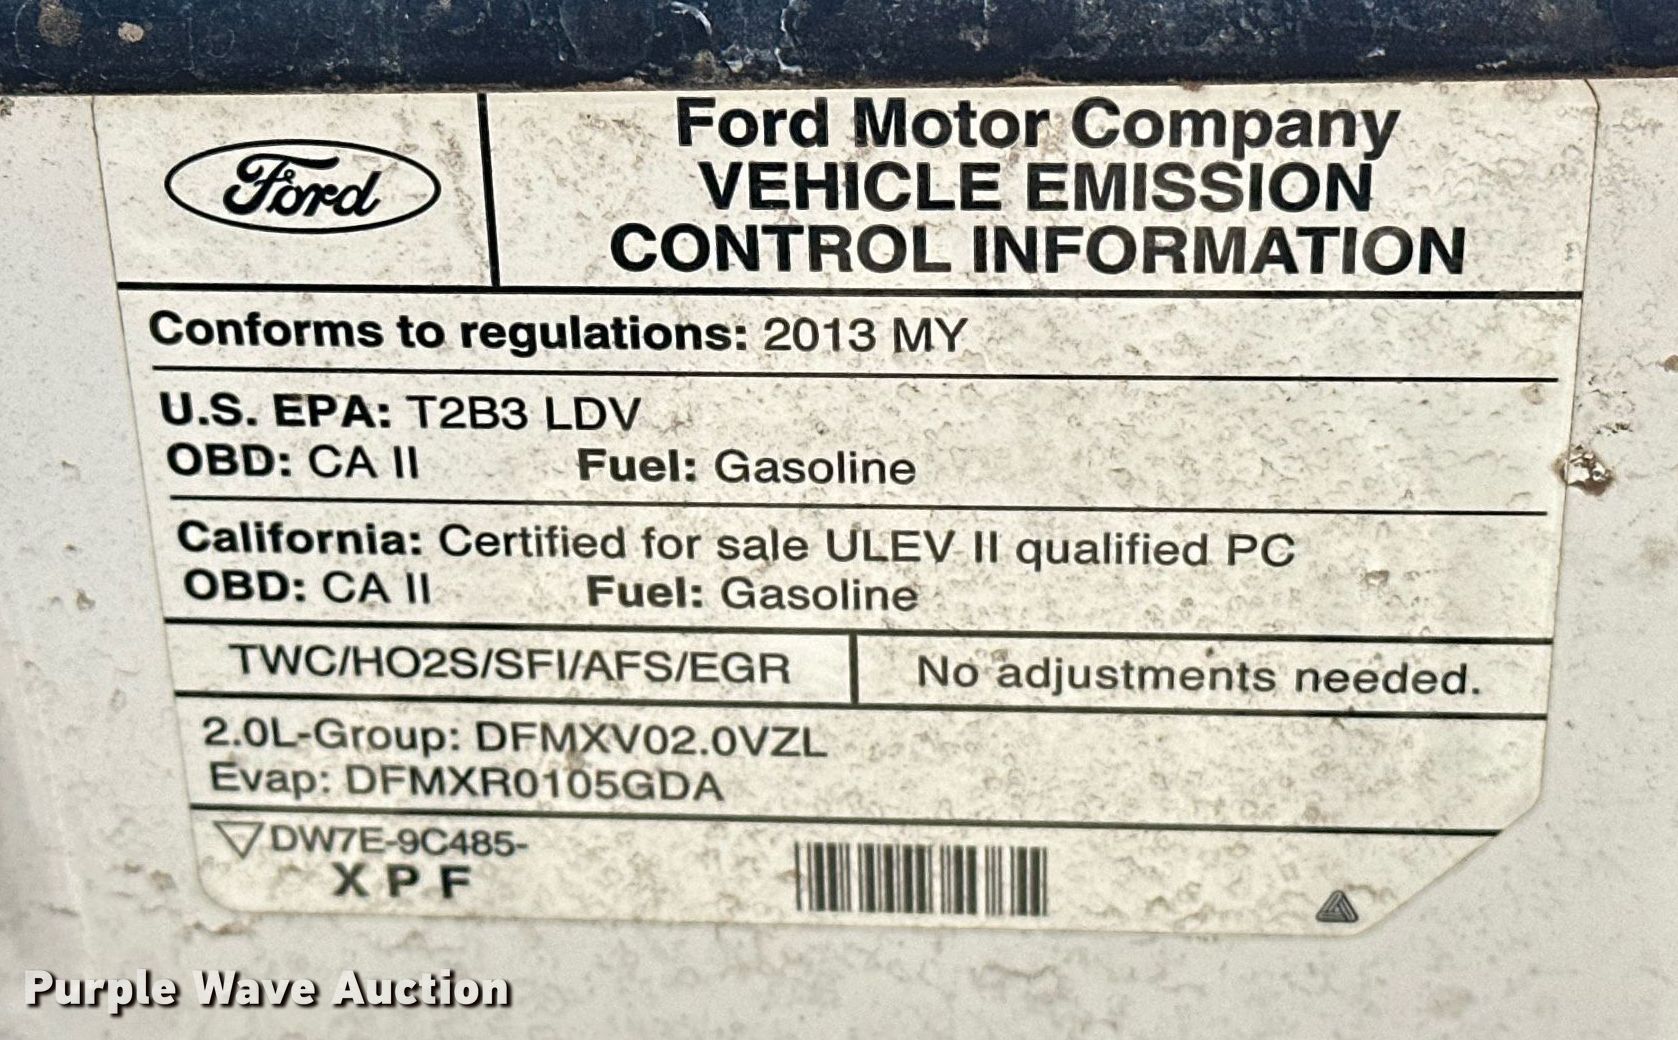 Ford
Ford Motor Company
VEHICLE EMISSION
CONTROL INFORMATION
Conforms to regulations: 2013 MY
U.S. EPA: T2B3 LDV
OBD: CA II Fuel: Gasoline
California: Certified for sale ULEV II qualified PC
OBD: CA II Fuel: Gasoline
TWC/HO2S/SFI/AFS/EGR
No adjustments needed.
2.0L-Group: DFMXV02.0VZL
Evap: DFMXR0105GDA
DW7E-9C485-
X P F
Purple Wave Auction